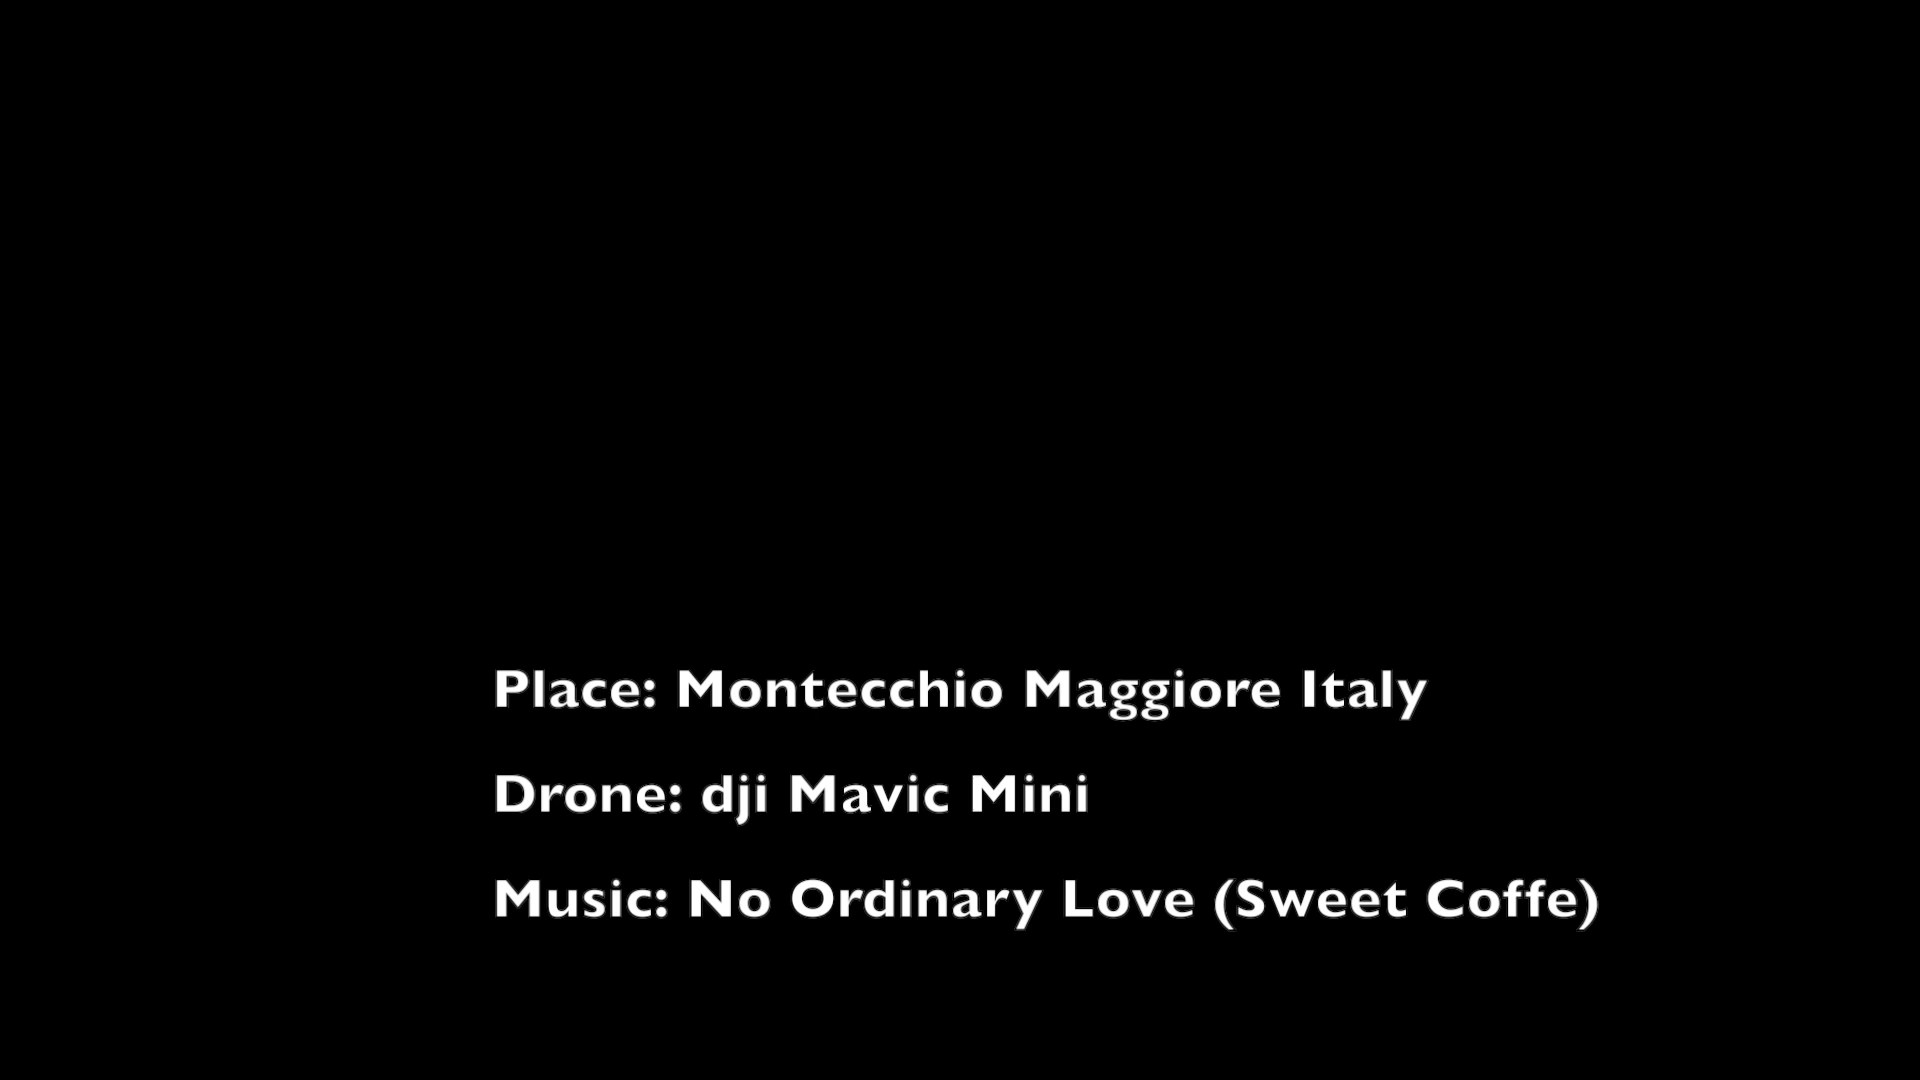 Place: Montecchio Maggiore Italy
Drone: dji Mavic Mini
Music: No Ordinary Love (Sweet Coffe)